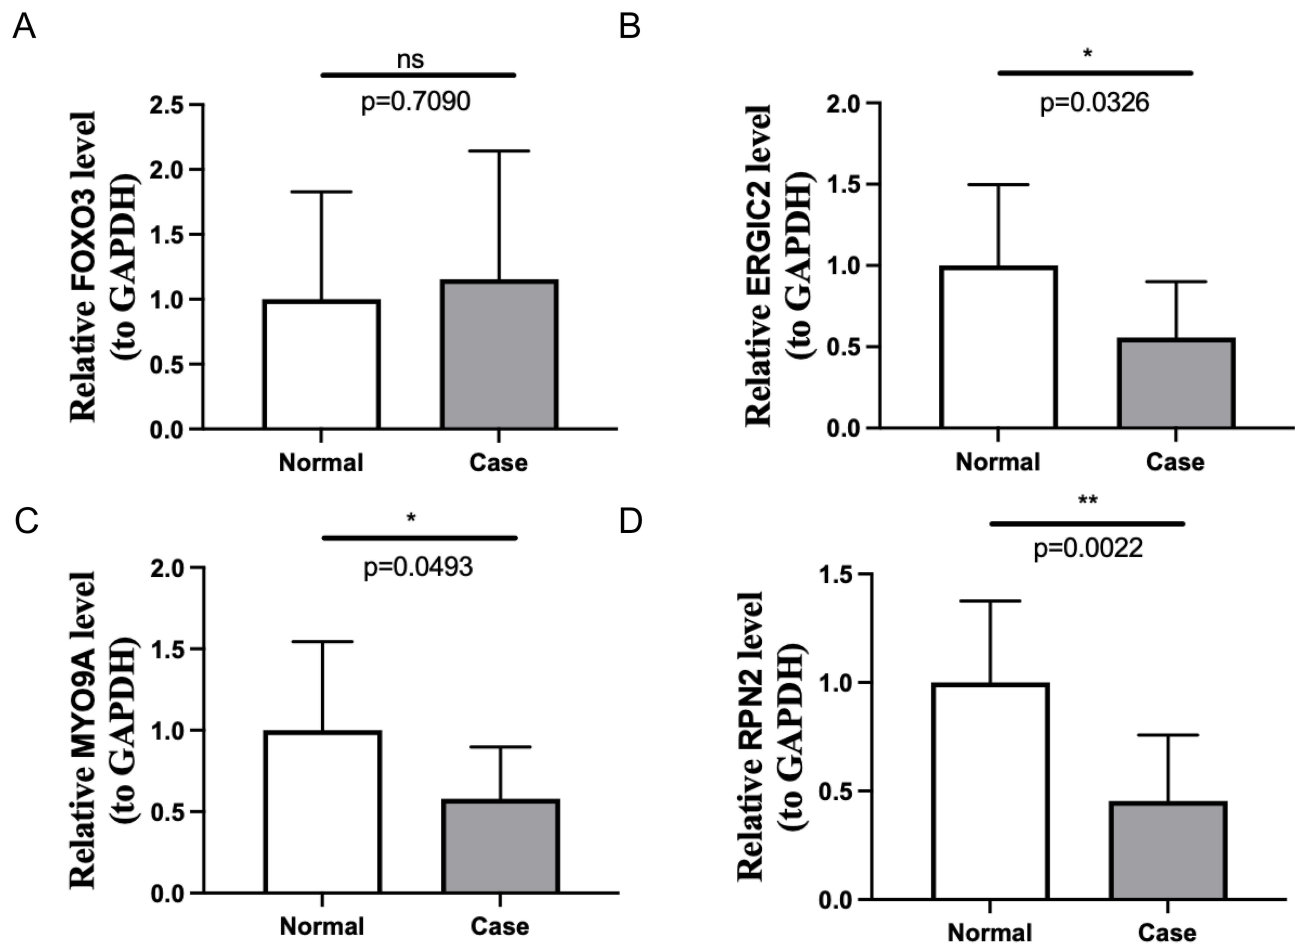 A
ns
p=0.7090
Relative FOXO3 level
(to GAPDH)
2.5
2.0
1.5
1.0
0.5
0.0
Normal
Case
B
*
p=0.0326
Relative ERGIC2 level
(to GAPDH)
2.0
1.5
1.0
0.5
0.0
Normal
Case
C
*
p=0.0493
Relative MYO9A level
(to GAPDH)
2.0
1.5
1.0
0.5
0.0
Normal
Case
D
**
p=0.0022
Relative RPN2 level
(to GAPDH)
1.5
1.0
0.5
0.0
Normal
Case